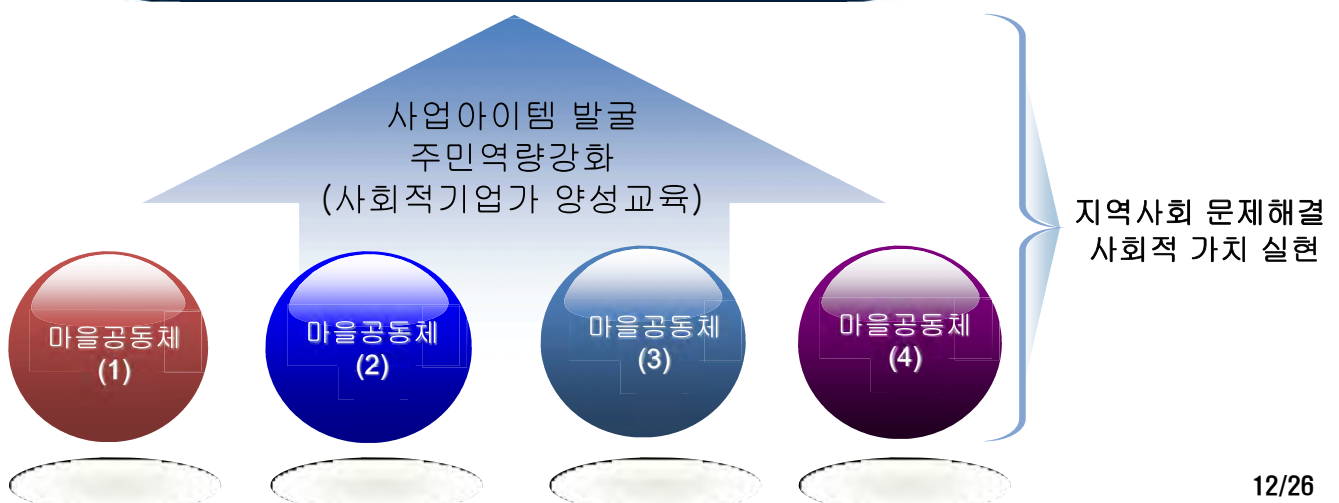 사업아이템 발굴
주민역량강화
(사회적기업가 양성교육)
지역사회 문제해결
사회적 가치 실현
마을공동체
(1)
마을공동체
(2)
마을공동체
(3)
마을공동체
(4)
12/26